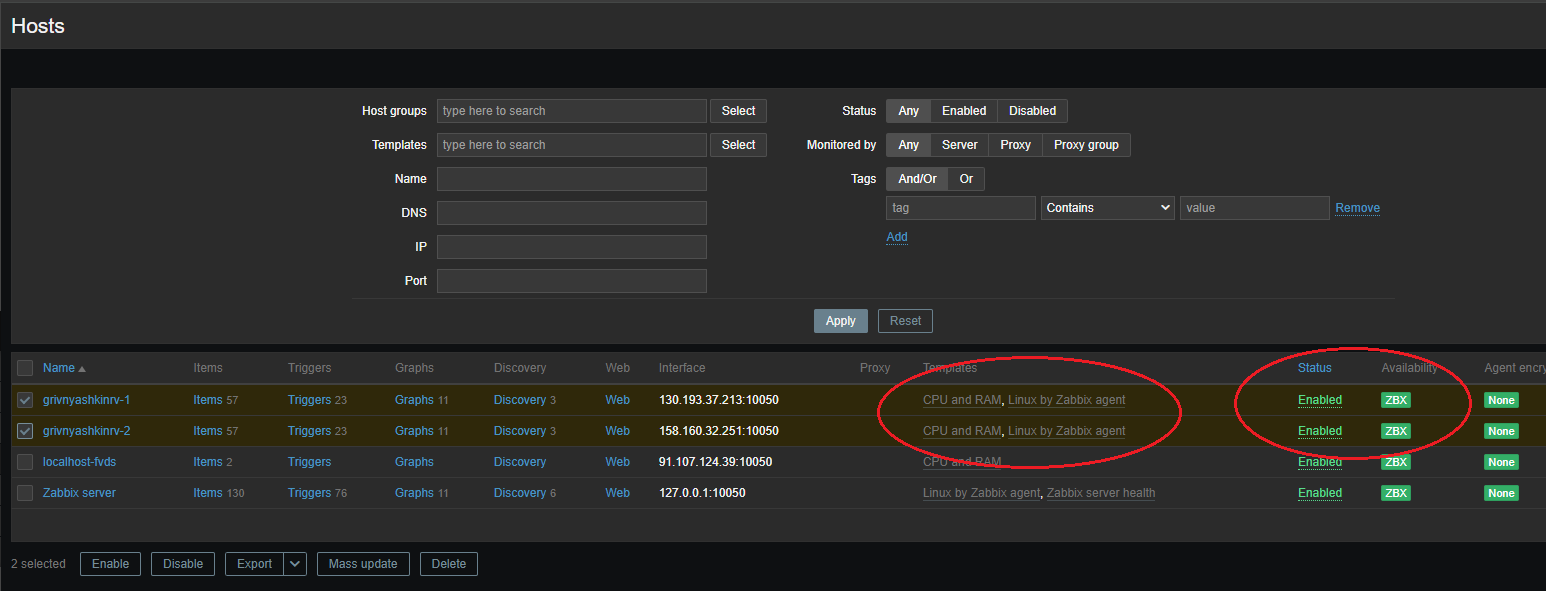 Hosts
Host groups type here to search Select Status Any Enabled Disabled
Templates type here to search Select Monitored by Any Server Proxy Proxy group
Name Tags And/Or Or
DNS tag Contains value Remove
Add
IP
Port
Apply Reset
Name Items Triggers Graphs Discovery Web Interface Proxy Templates Status Availability Agent encry
grivnyashkinrv-1 Items 57 Triggers 23 Graphs 11 Discovery 3 Web 130.193.37.213:10050 CPU and RAM, Linux by Zabbix agent Enabled ZBX None
grivnyashkinrv-2 Items 57 Triggers 23 Graphs 11 Discovery 3 Web 158.160.32.251:10050 CPU and RAM, Linux by Zabbix agent Enabled ZBX None
localhost-fvds Items 2 Triggers Graphs Discovery Web 91.107.124.39:10050 CPU and RAM Enabled ZBX None
Zabbix server Items 130 Triggers 76 Graphs 11 Discovery 6 Web 127.0.0.1:10050 Linux by Zabbix agent, Zabbix server health Enabled ZBX None
2 selected Enable Disable Export Mass update Delete